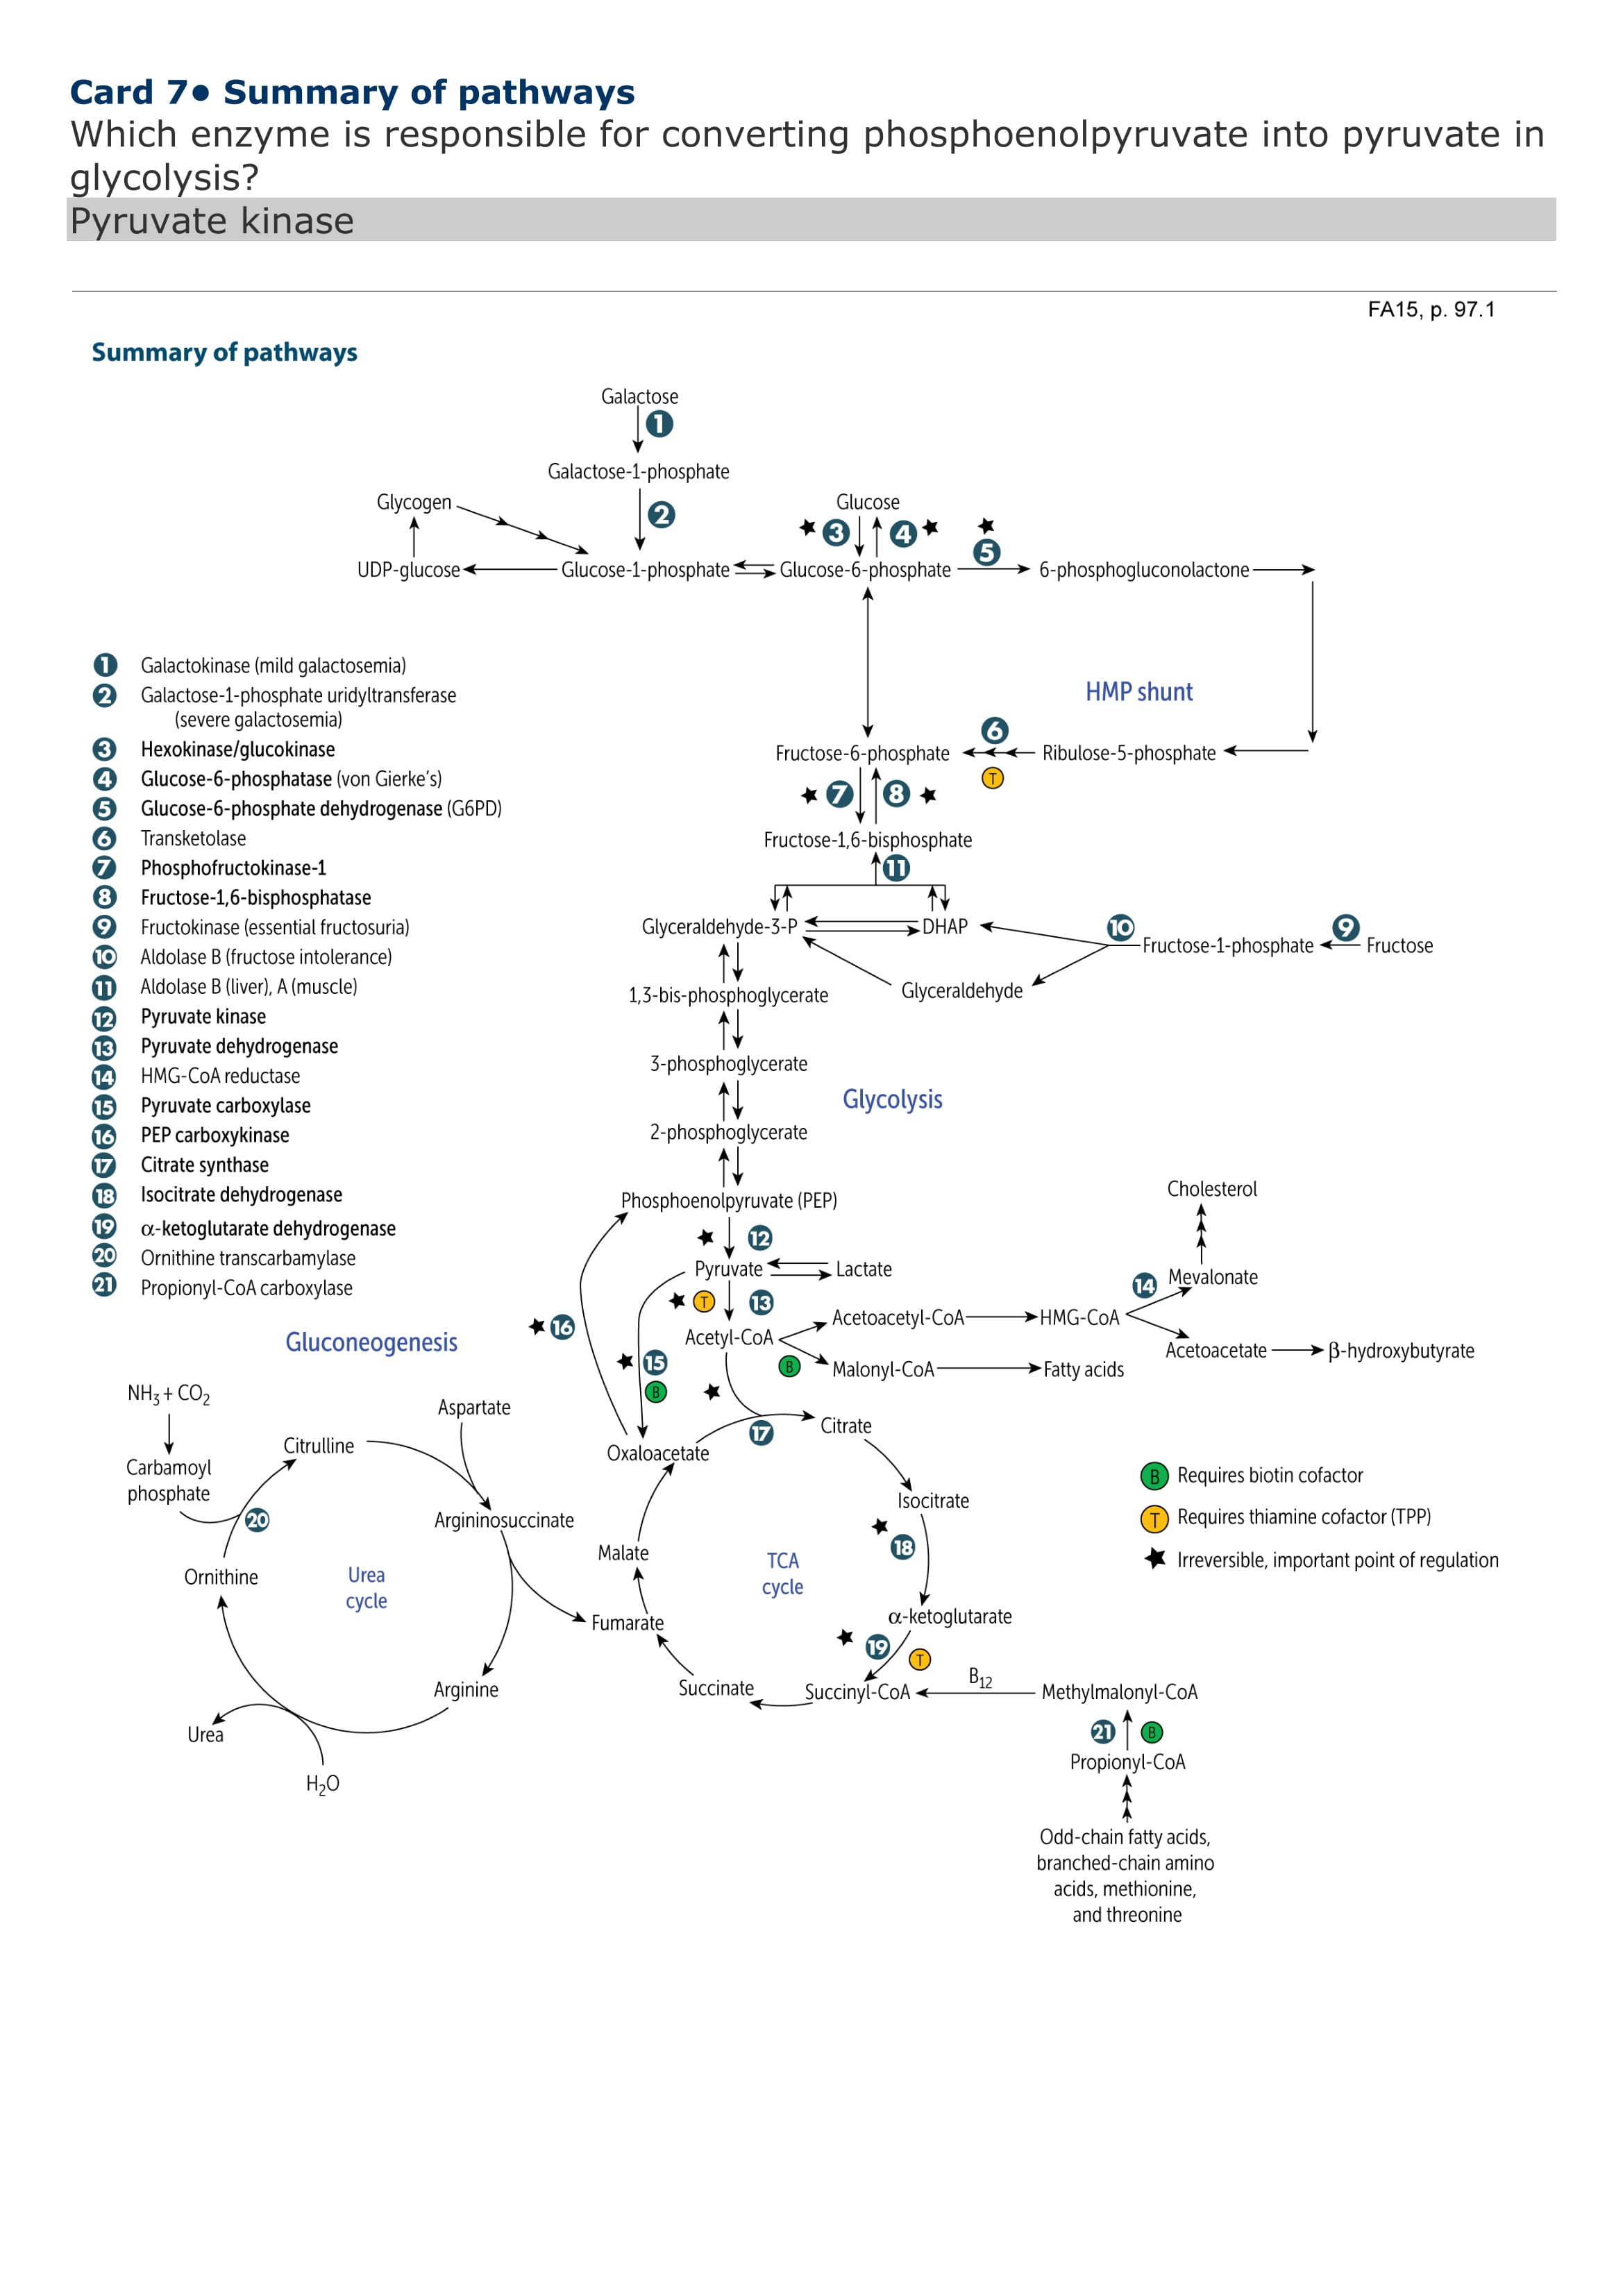 Card 7● Summary of pathways
Which enzyme is responsible for converting phosphoenolpyruvate into pyruvate in
glycolysis?
Pyruvate kinase
FA15, p. 97.1
Summary of pathways
Galactose
1
Galactose-1-phosphate
Glycogen
2
Glucose
3
4
5
UDP-glucose
Glucose-1-phosphate
Glucose-6-phosphate
6-phosphogluconolactone
1 Galactokinase (mild galactosemia)
2 Galactose-1-phosphate uridyltransferase
(severe galactosemia)
3 Hexokinase/glucokinase
4 Glucose-6-phosphatase (von Gierke's)
5 Glucose-6-phosphate dehydrogenase (G6PD)
6 Transketolase
7 Phosphofructokinase-1
8 Fructose-1,6-bisphosphatase
9 Fructokinase (essential fructosuria)
10 Aldolase B (fructose intolerance)
11 Aldolase B (liver), A (muscle)
12 Pyruvate kinase
13 Pyruvate dehydrogenase
14 HMG-CoA reductase
15 Pyruvate carboxylase
16 PEP carboxykinase
17 Citrate synthase
18 Isocitrate dehydrogenase
19 α-ketoglutarate dehydrogenase
20 Ornithine transcarbamylase
21 Propionyl-CoA carboxylase
HMP shunt
6
Fructose-6-phosphate
Ribulose-5-phosphate
T
7
8
Fructose-1,6-bisphosphate
11
Glyceraldehyde-3-P
DHAP
10
Fructose-1-phosphate
9
Fructose
Glyceraldehyde
1,3-bis-phosphoglycerate
3-phosphoglycerate
Glycolysis
2-phosphoglycerate
Phosphoenolpyruvate (PEP)
12
Pyruvate
Lactate
T
13
Acetyl-CoA
Acetoacetyl-CoA
HMG-CoA
14
Mevalonate
Cholesterol
Acetoacetate
β-hydroxybutyrate
B
Malonyl-CoA
Fatty acids
16
15
B
Gluconeogenesis
NH3 + CO2
Carbamoyl
phosphate
Citrulline
Aspartate
20
Argininosuccinate
Ornithine
Urea
cycle
Fumarate
Arginine
Urea
H2O
Oxaloacetate
17
Citrate
Isocitrate
18
Malate
TCA
cycle
α-ketoglutarate
19
T
Succinate
Succinyl-CoA
B12
Methylmalonyl-CoA
21
B
Propionyl-CoA
Odd-chain fatty acids,
branched-chain amino
acids, methionine,
and threonine
B Requires biotin cofactor
T Requires thiamine cofactor (TPP)
Irreversible, important point of regulation